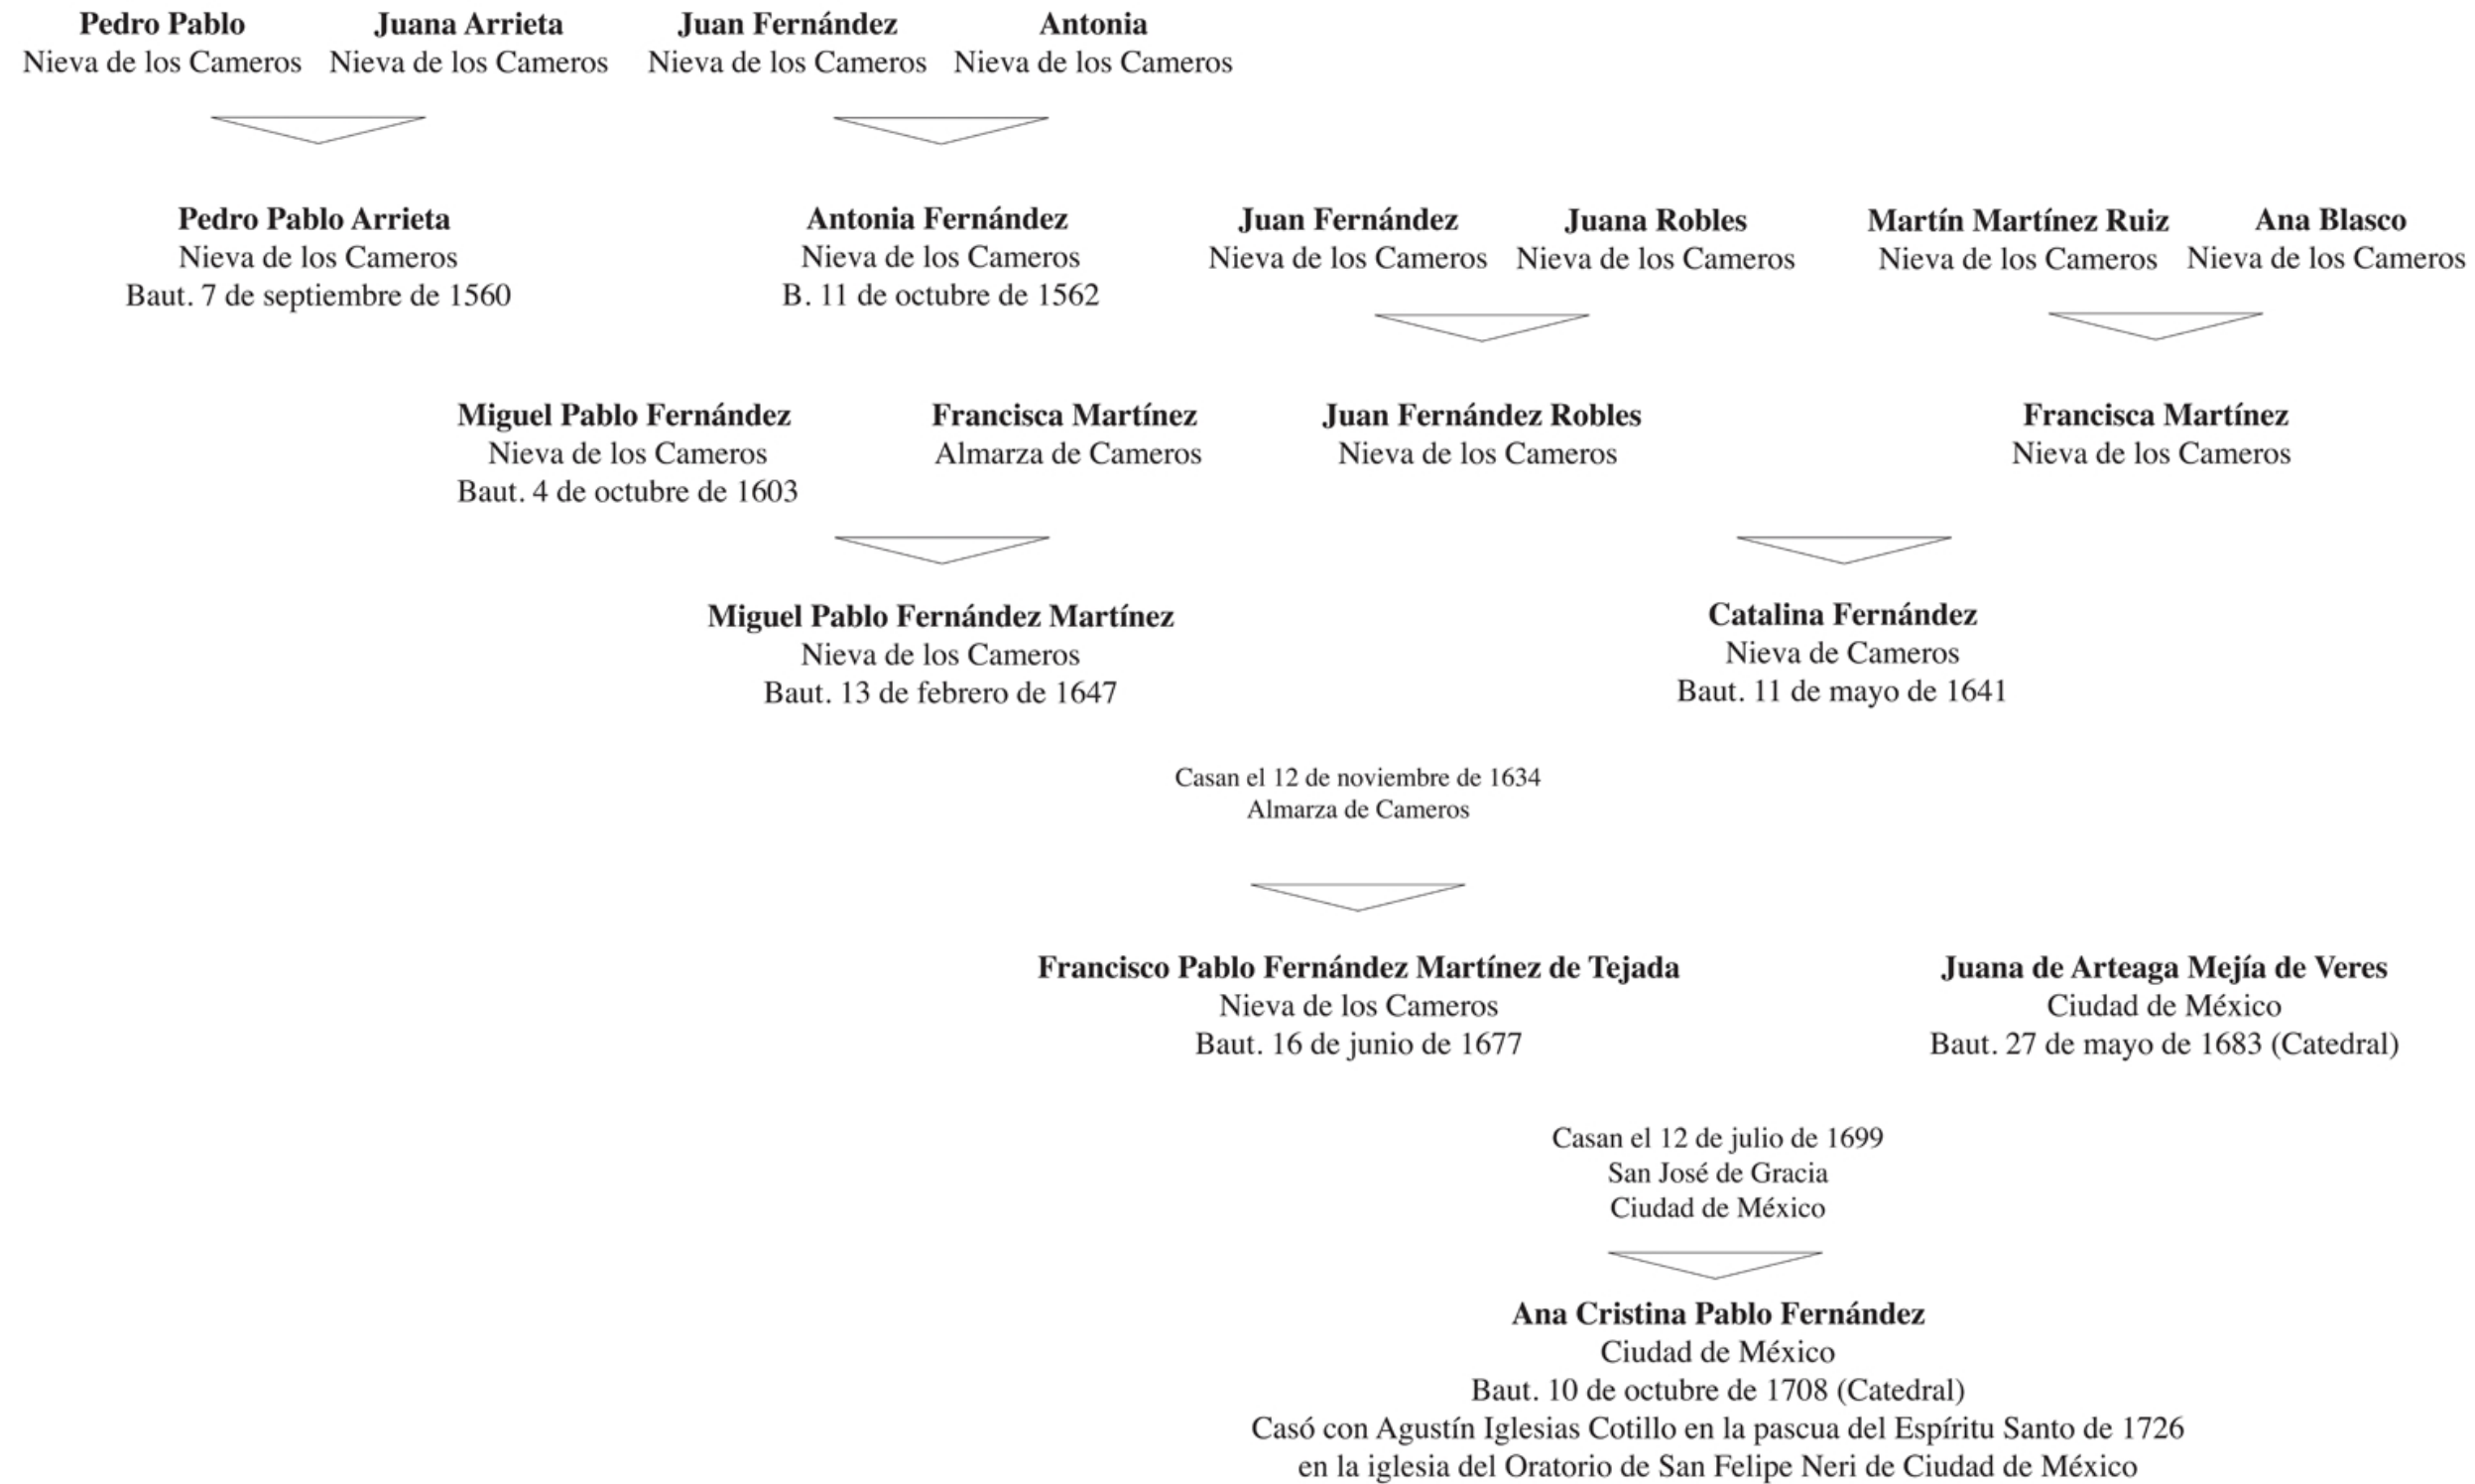 Pedro Pablo
Nieva de los Cameros
Juana Arrieta
Nieva de los Cameros
Juan Fernández
Nieva de los Cameros
Antonia
Nieva de los Cameros
Pedro Pablo Arrieta
Nieva de los Cameros
Baut. 7 de septiembre de 1560
Antonia Fernández
Nieva de los Cameros
B. 11 de octubre de 1562
Juan Fernández
Nieva de los Cameros
Juana Robles
Nieva de los Cameros
Martín Martínez Ruiz
Nieva de los Cameros
Ana Blasco
Nieva de los Cameros
Miguel Pablo Fernández
Nieva de los Cameros
Baut. 4 de octubre de 1603
Francisca Martínez
Almarza de Cameros
Juan Fernández Robles
Nieva de los Cameros
Francisca Martínez
Nieva de los Cameros
Miguel Pablo Fernández Martínez
Nieva de los Cameros
Baut. 13 de febrero de 1647
Catalina Fernández
Nieva de Cameros
Baut. 11 de mayo de 1641
Casan el 12 de noviembre de 1634
Almarza de Cameros
Francisco Pablo Fernández Martínez de Tejada
Nieva de los Cameros
Baut. 16 de junio de 1677
Juana de Arteaga Mejía de Veres
Ciudad de México
Baut. 27 de mayo de 1683 (Catedral)
Casan el 12 de julio de 1699
San José de Gracia
Ciudad de México
Ana Cristina Pablo Fernández
Ciudad de México
Baut. 10 de octubre de 1708 (Catedral)
Casó con Agustín Iglesias Cotillo en la pascua del Espíritu Santo de 1726
en la iglesia del Oratorio de San Felipe Neri de Ciudad de México